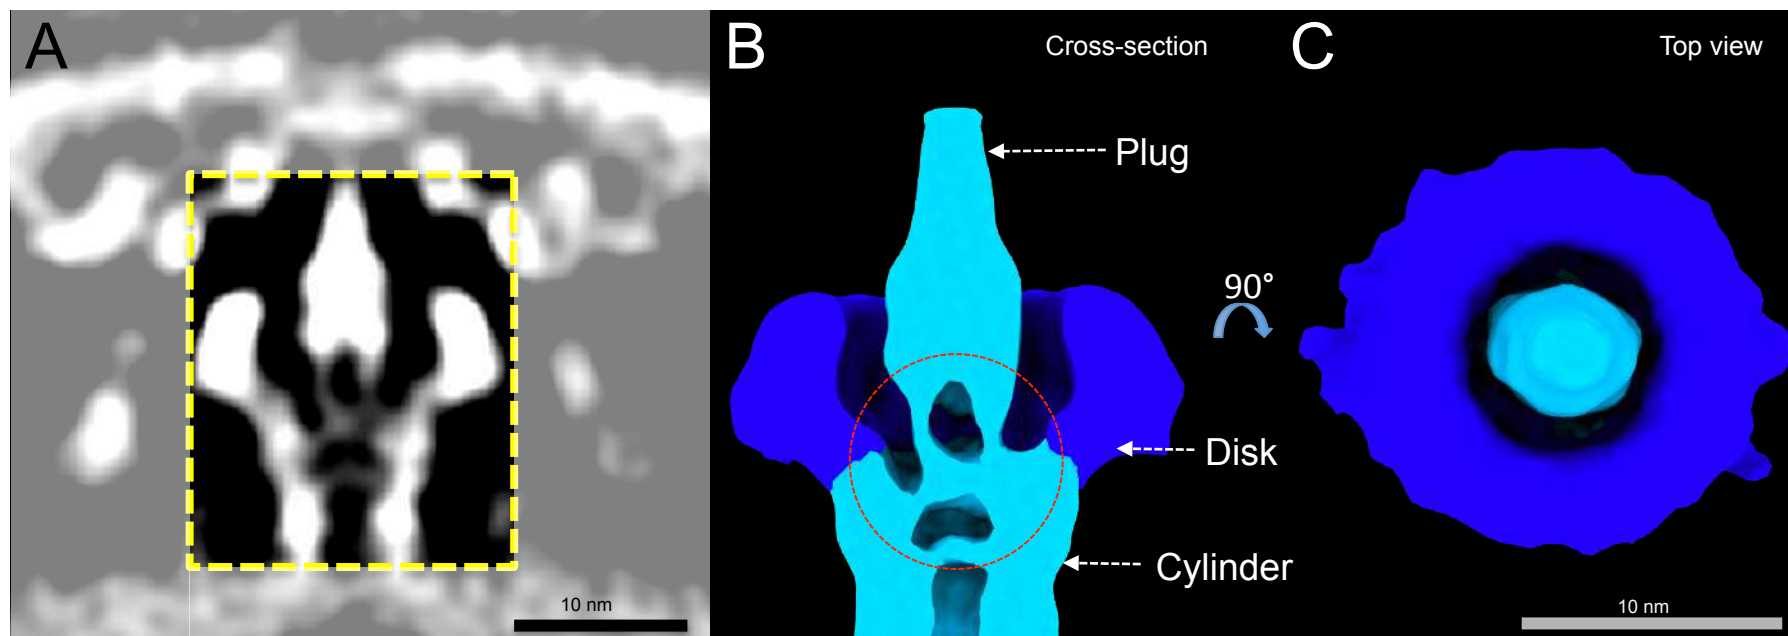 A
B
Cross-section
C
Top view
Plug
90°
Disk
Cylinder
10 nm
10 nm